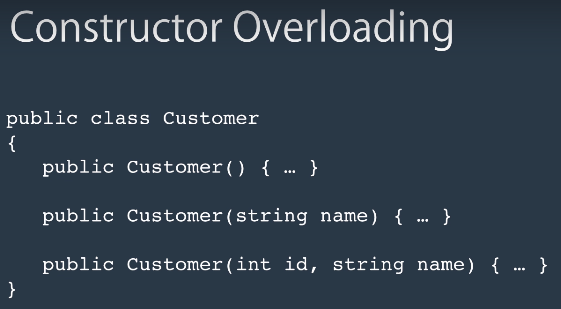 Constructor Overloading
public class Customer
{
public Customer() { … }
public Customer(string name) { … }
public Customer(int id, string name) { … }
}